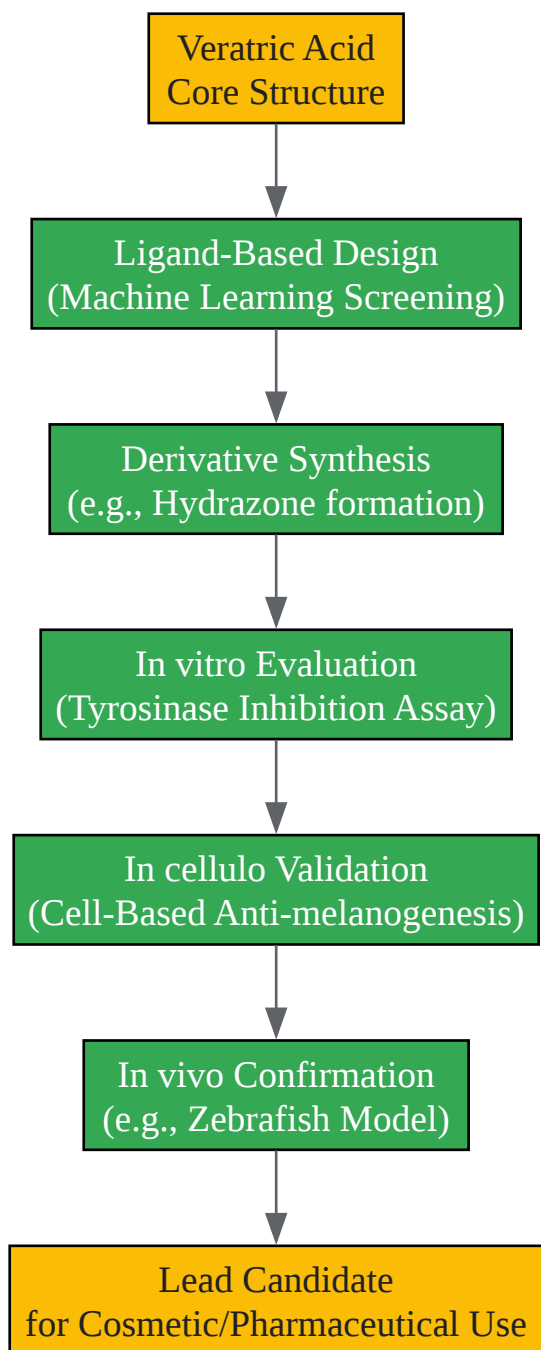 Veratric Acid
Core Structure
Ligand-Based Design
(Machine Learning Screening)
Derivative Synthesis
(e.g., Hydrazone formation)
In vitro Evaluation
(Tyrosinase Inhibition Assay)
In cellulo Validation
(Cell-Based Anti-melanogenesis)
In vivo Confirmation
(e.g., Zebrafish Model)
Lead Candidate
for Cosmetic/Pharmaceutical Use